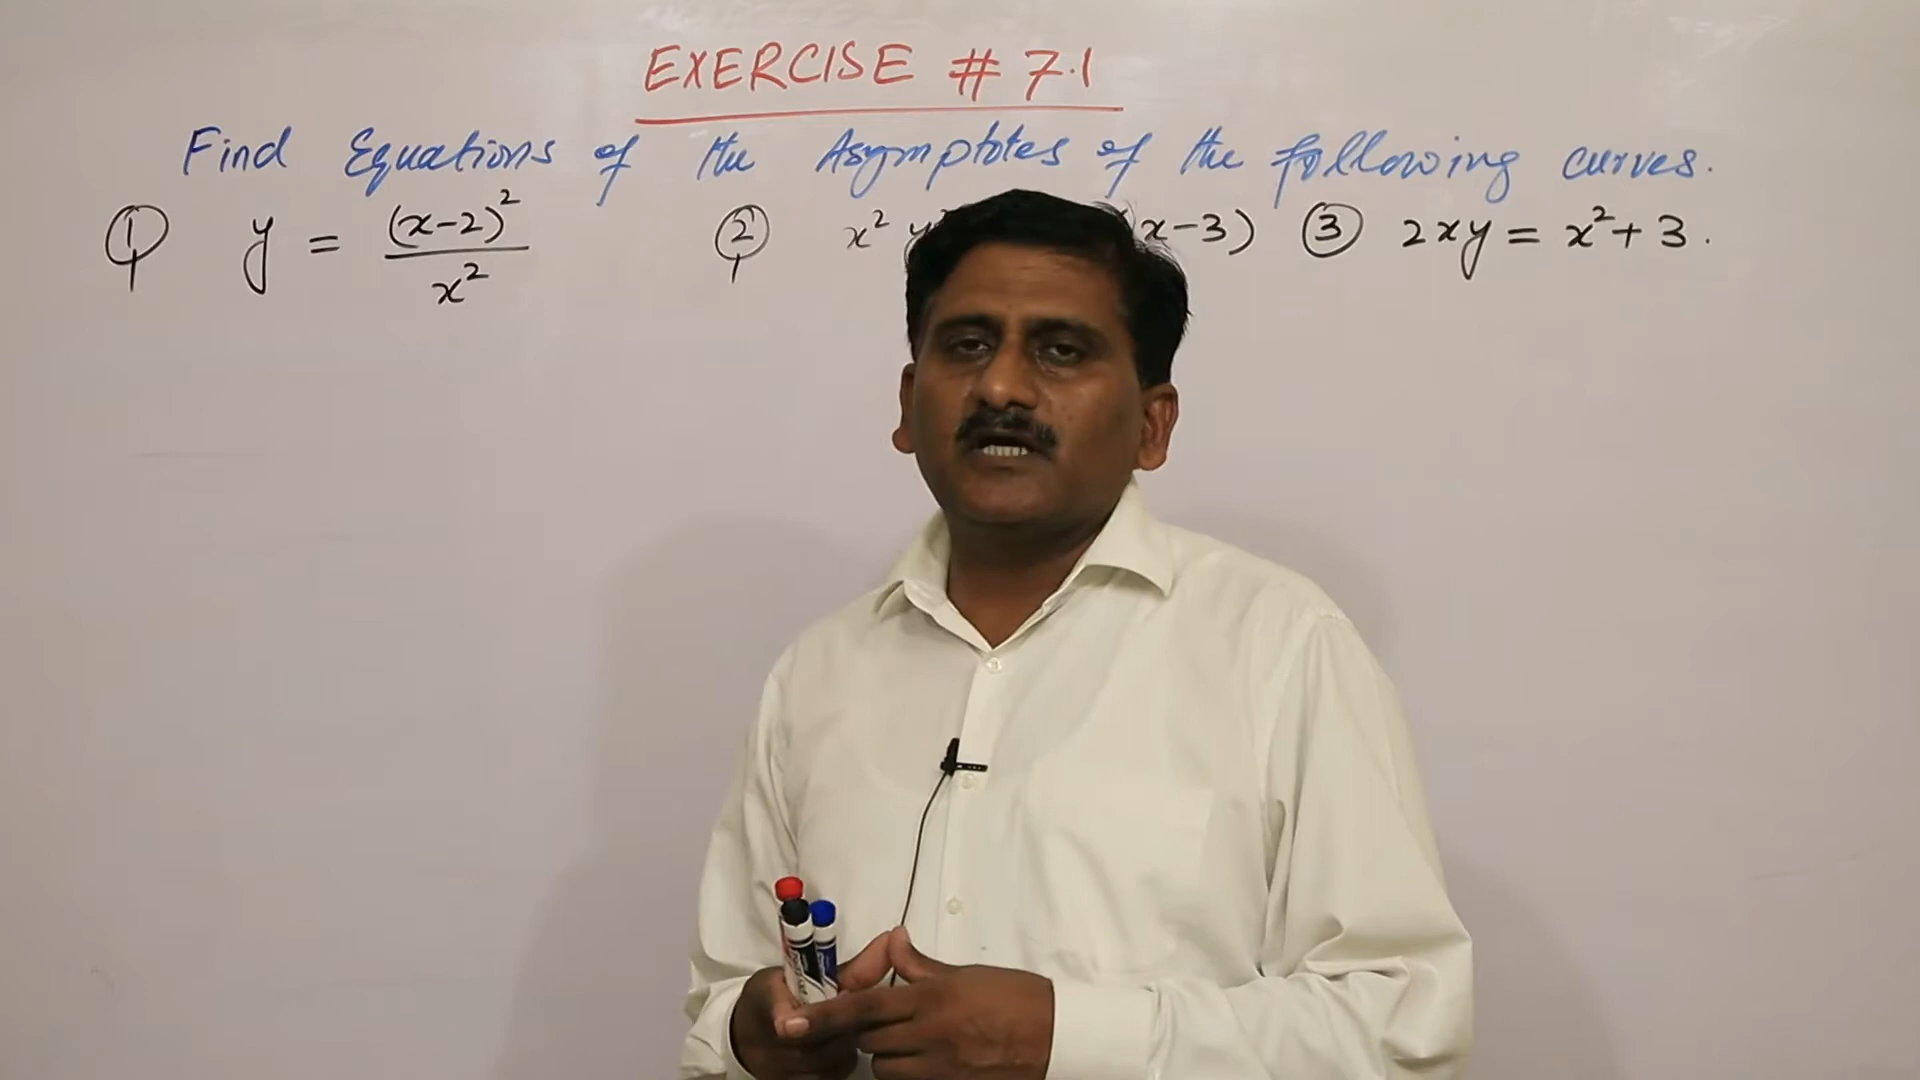 EXERCISE # 7.1
Find Equations of the Asymptotes of the following curves.
① y = (x-2)² / x² ② x² y x-3) ③ 2xy = x² + 3.